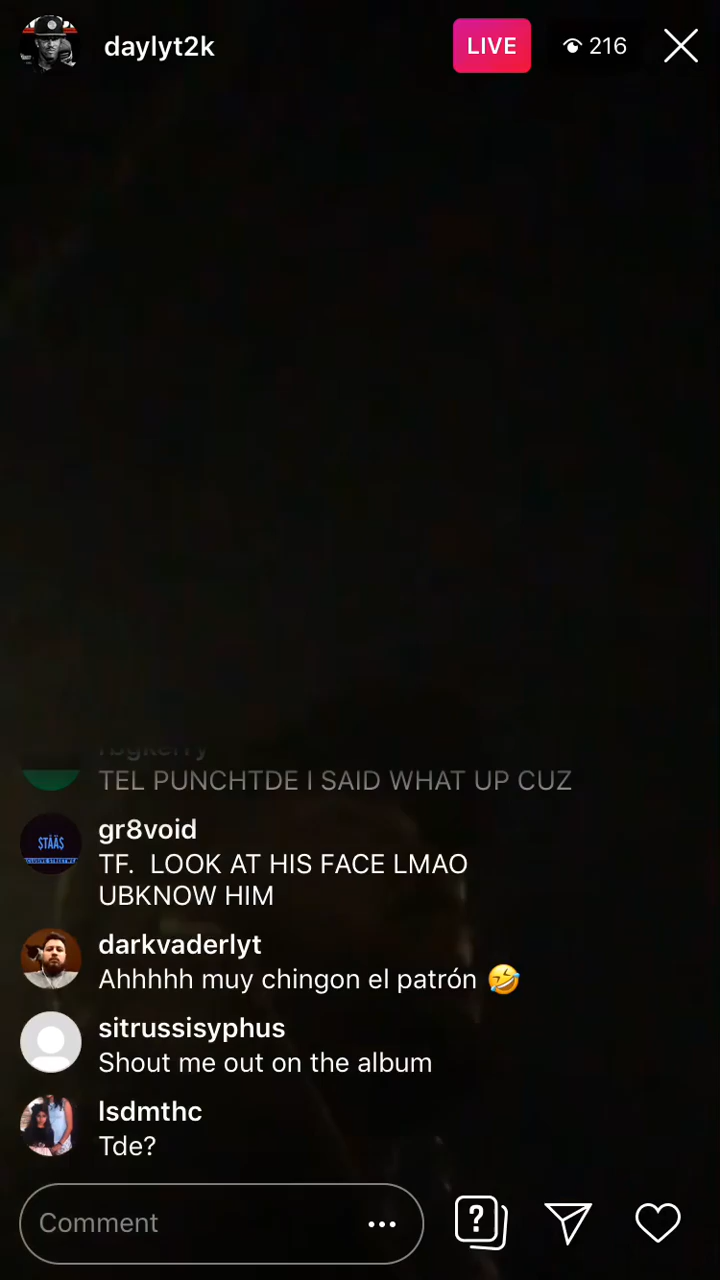 daylyt2k
LIVE
216
TEL PUNCHTDE I SAID WHAT UP CUZ
gr8void
TF. LOOK AT HIS FACE LMAO
UBKNOW HIM
$TÄÄ$
darkvaderlyt
Ahhhhh muy chingon el patrón 🤣
sitrussisyphus
Shout me out on the album
lsdmthc
Tde?
Comment
?